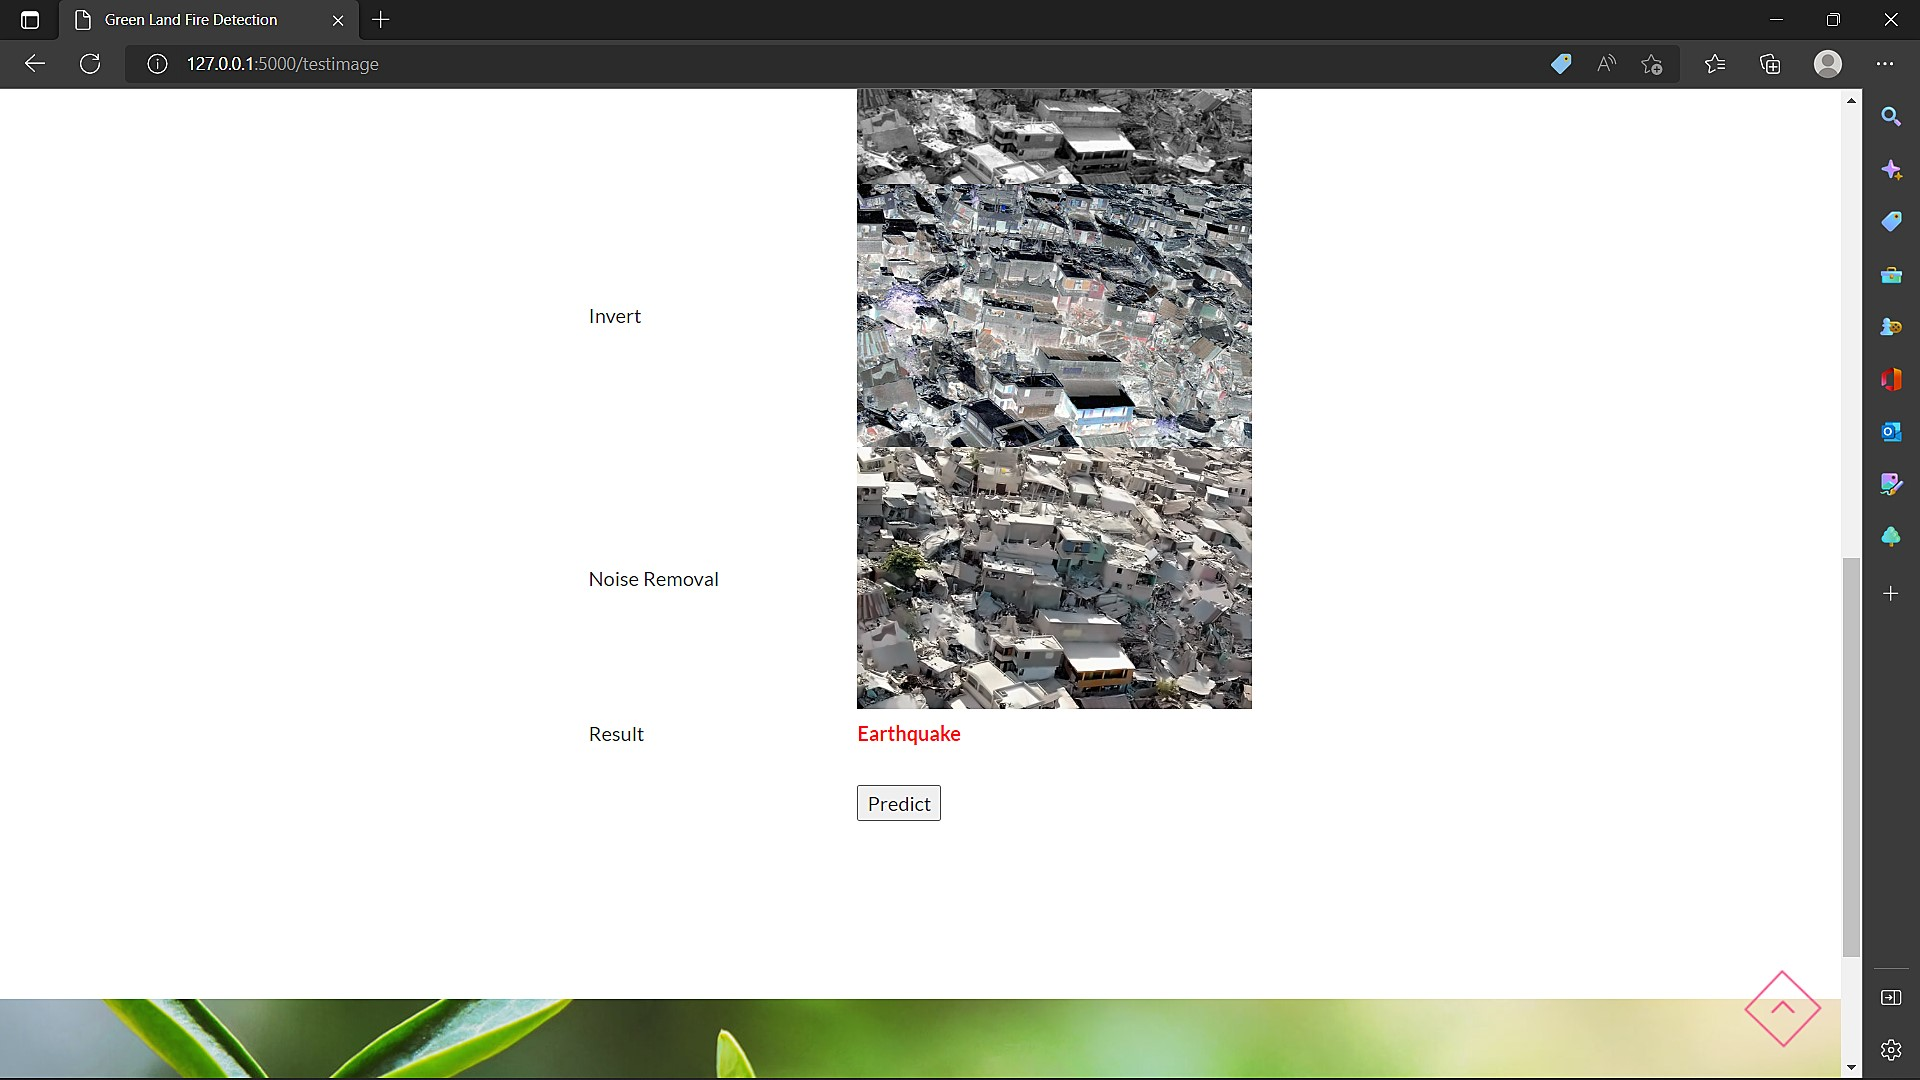 Green Land Fire Detection
127.0.0.1:5000/testimage
Invert
Noise Removal
Result
Earthquake
Predict